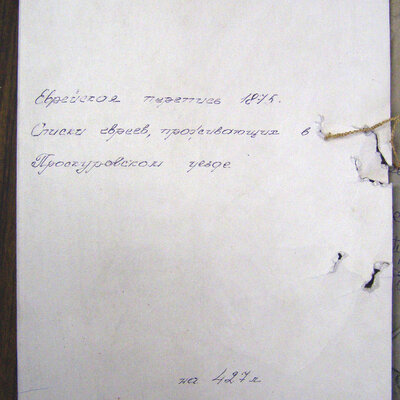 Еврейская перепись 1875.
Списки евреев, проживающих в
Проскуровском уезде
на 427 л